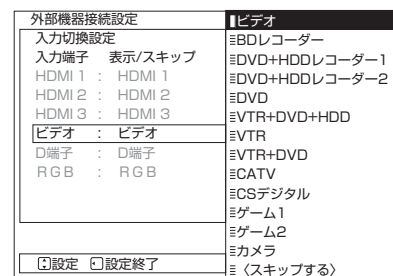 外部機器接続設定
入力切換設定
入力端子 表示/スキップ
HDMI 1 : HDMI 1
HDMI 2 : HDMI 2
HDMI 3 : HDMI 3
ビデオ : ビデオ
D端子 : D端子
RGB : RGB
設定 設定終了
ビデオ
BDレコーダー
DVD+HDDレコーダー1
DVD+HDDレコーダー2
DVD
VTR+DVD+HDD
VTR
VTR+DVD
CATV
CSデジタル
ゲーム1
ゲーム2
カメラ
〈スキップする〉